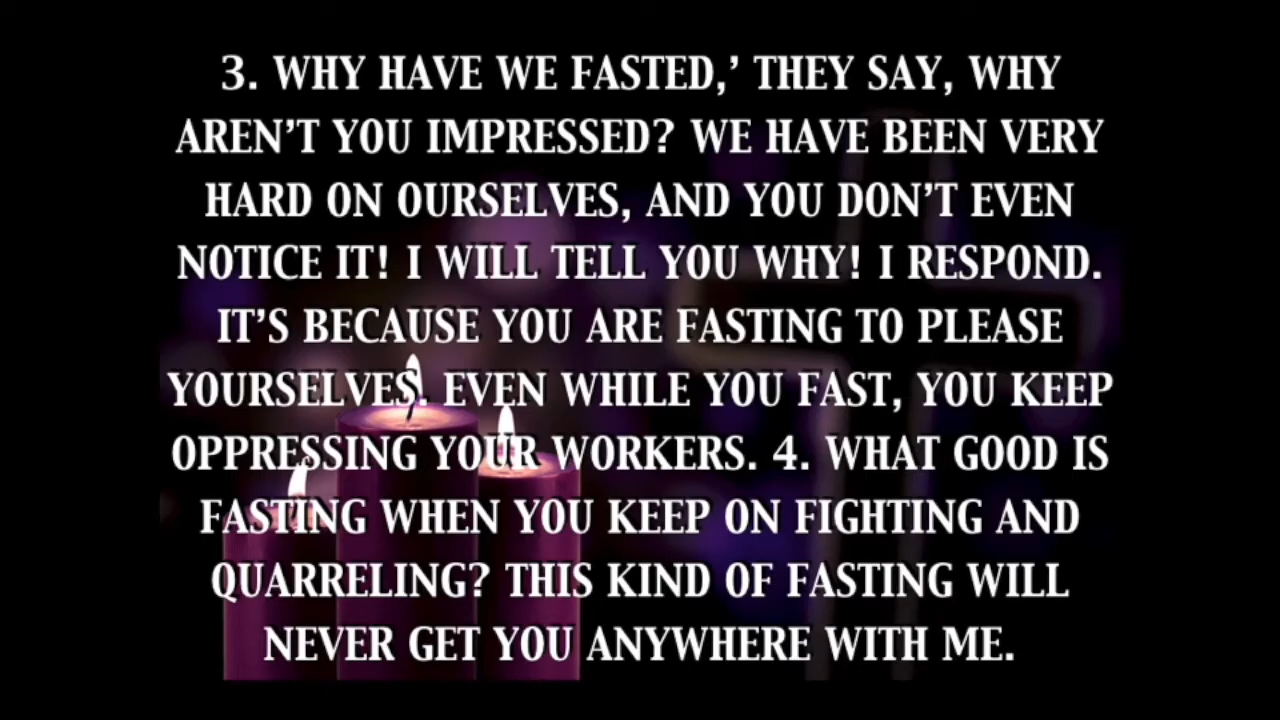 3. WHY HAVE WE FASTED,’ THEY SAY, WHY
AREN’T YOU IMPRESSED? WE HAVE BEEN VERY
HARD ON OURSELVES, AND YOU DON’T EVEN
NOTICE IT! I WILL TELL YOU WHY! I RESPOND.
IT’S BECAUSE YOU ARE FASTING TO PLEASE
YOURSELVES. EVEN WHILE YOU FAST, YOU KEEP
OPPRESSING YOUR WORKERS. 4. WHAT GOOD IS
FASTING WHEN YOU KEEP ON FIGHTING AND
QUARRELING? THIS KIND OF FASTING WILL
NEVER GET YOU ANYWHERE WITH ME.